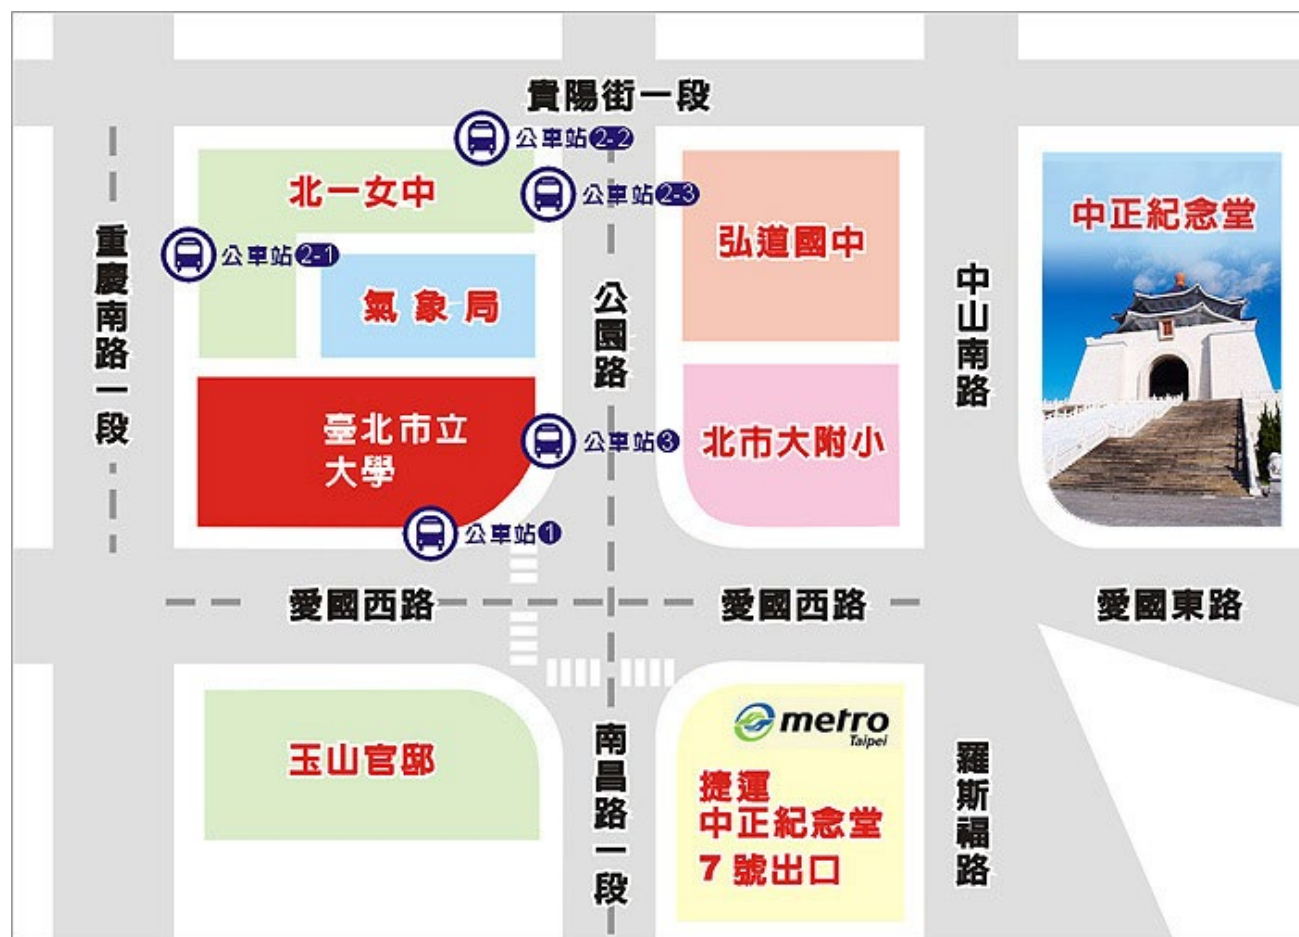 貴陽街一段
公車站2-2
北一女中
公車站2-3
中正紀念堂
弘道國中
公車站2-1
重慶南路一段
氣象局
公園路
中山南路
臺北市立
大學
公車站3
北市大附小
公車站1
愛國西路
愛國西路
愛國東路
metro
Taipei
玉山官邸
南昌路一段
捷運
中正紀念堂
7號出口
羅斯福路